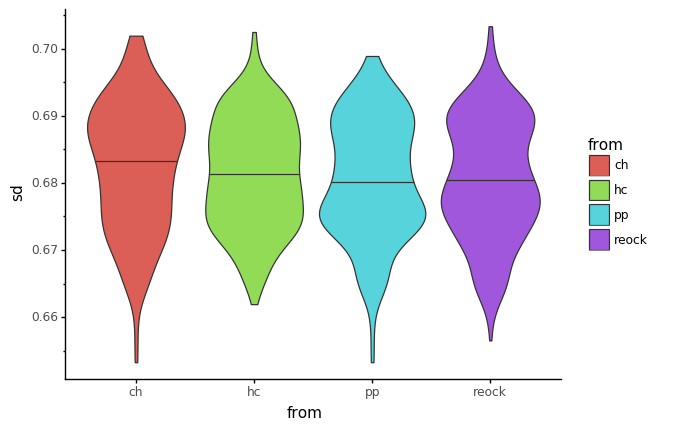 0.70
0.69
0.68
0.67
0.66
sd
ch
hc
pp
reock
from
from
ch
hc
pp
reock